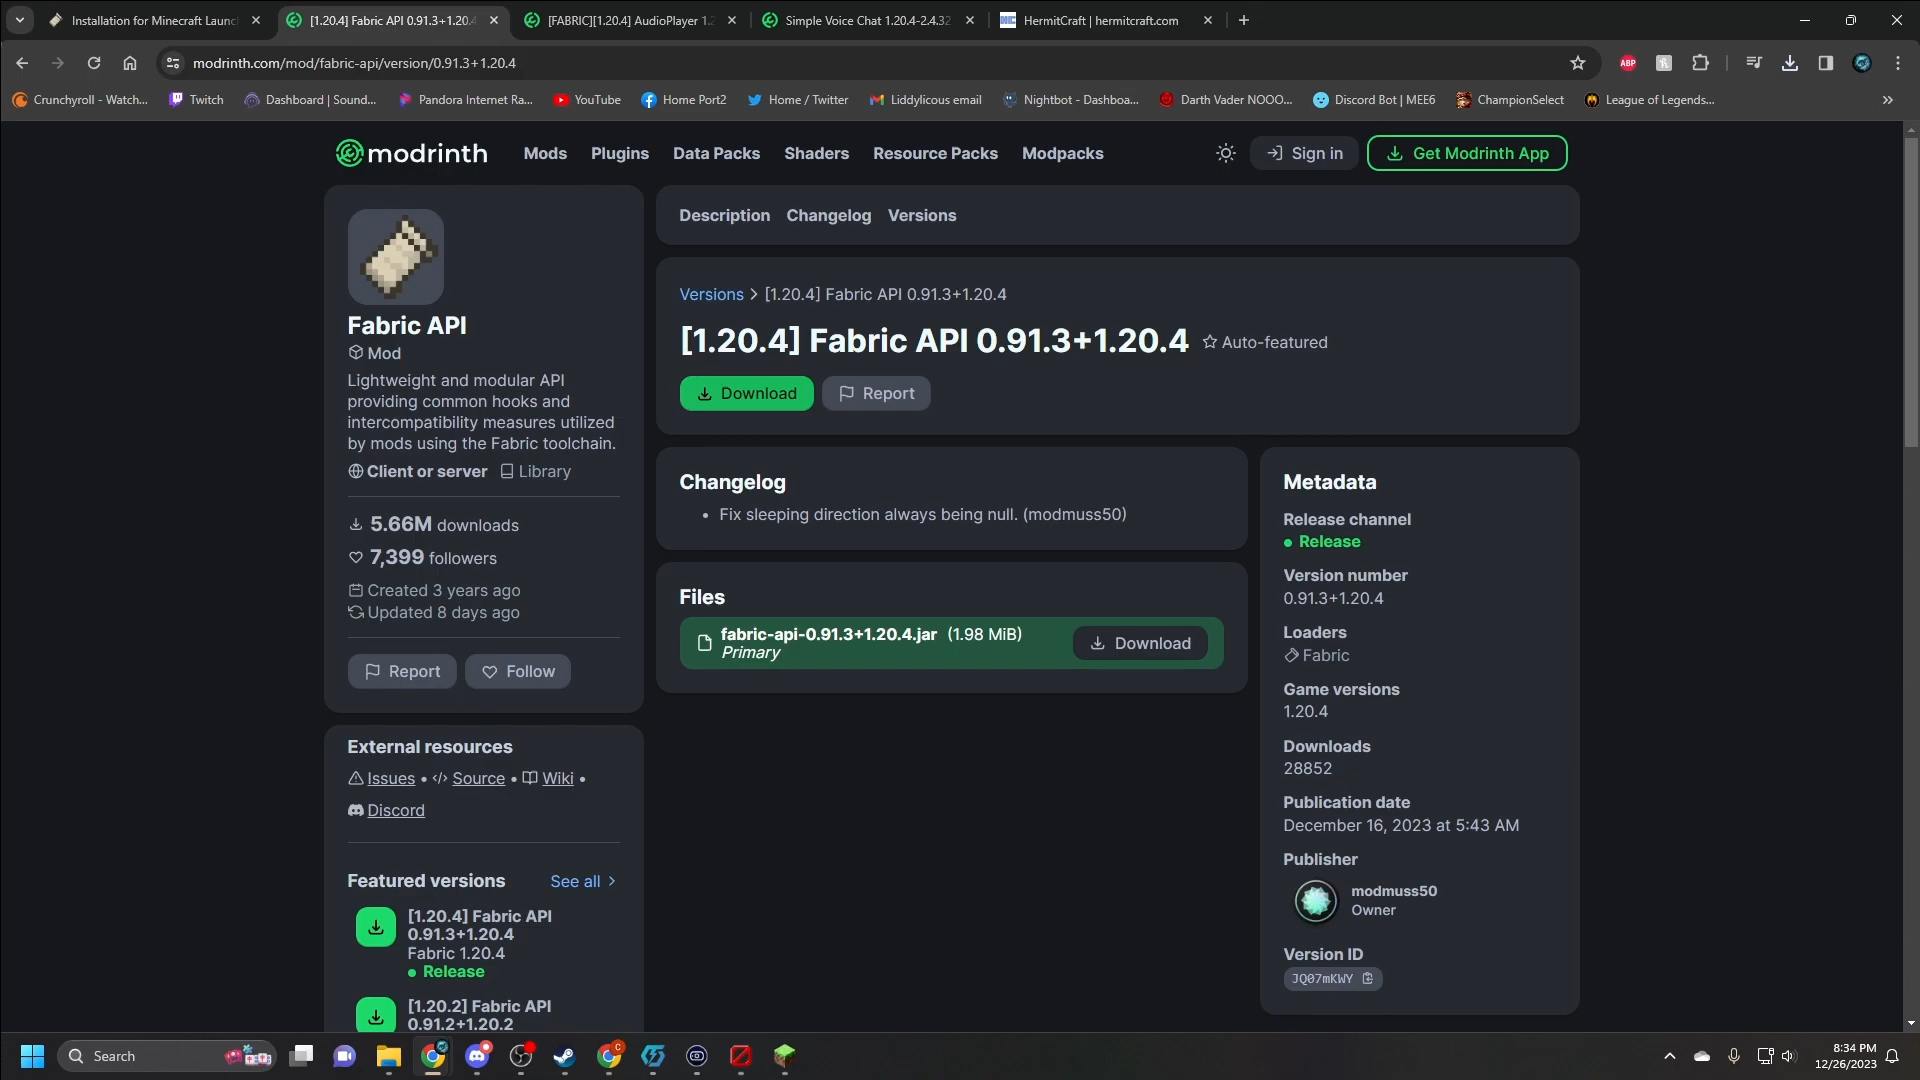 Installation for Minecraft Launc
[1.20.4] Fabric API 0.91.3+1.20.4
[FABRIC][1.20.4] AudioPlayer 1.
Simple Voice Chat 1.20.4-2.4.32
HermitCraft | hermitcraft.com
modrinth.com/mod/fabric-api/version/0.91.3+1.20.4
ABP
Crunchyroll - Watch...
Twitch
Dashboard | Sound...
Pandora Internet Ra...
YouTube
Home Port2
Home / Twitter
Liddylicous email
Nightbot - Dashboa...
Darth Vader NOOO...
Discord Bot | MEE6
ChampionSelect
League of Legends...
modrinth
Mods
Plugins
Data Packs
Shaders
Resource Packs
Modpacks
Sign in
Get Modrinth App
Fabric API
Mod
Lightweight and modular API
providing common hooks and
intercompatibility measures utilized
by mods using the Fabric toolchain.
Client or server Library
5.66M downloads
7,399 followers
Created 3 years ago
Updated 8 days ago
Report
Follow
External resources
Issues • Source • Wiki •
Discord
Featured versions
See all
[1.20.4] Fabric API
0.91.3+1.20.4
Fabric 1.20.4
Release
[1.20.2] Fabric API
0.91.2+1.20.2
Description Changelog Versions
Versions > [1.20.4] Fabric API 0.91.3+1.20.4
[1.20.4] Fabric API 0.91.3+1.20.4
Auto-featured
Download
Report
Changelog
• Fix sleeping direction always being null. (modmuss50)
Files
fabric-api-0.91.3+1.20.4.jar (1.98 MiB)
Primary
Download
Metadata
Release channel
Release
Version number
0.91.3+1.20.4
Loaders
Fabric
Game versions
1.20.4
Downloads
28852
Publication date
December 16, 2023 at 5:43 AM
Publisher
modmuss50
Owner
Version ID
JQ07mKWY
Search
8:34 PM
12/26/2023